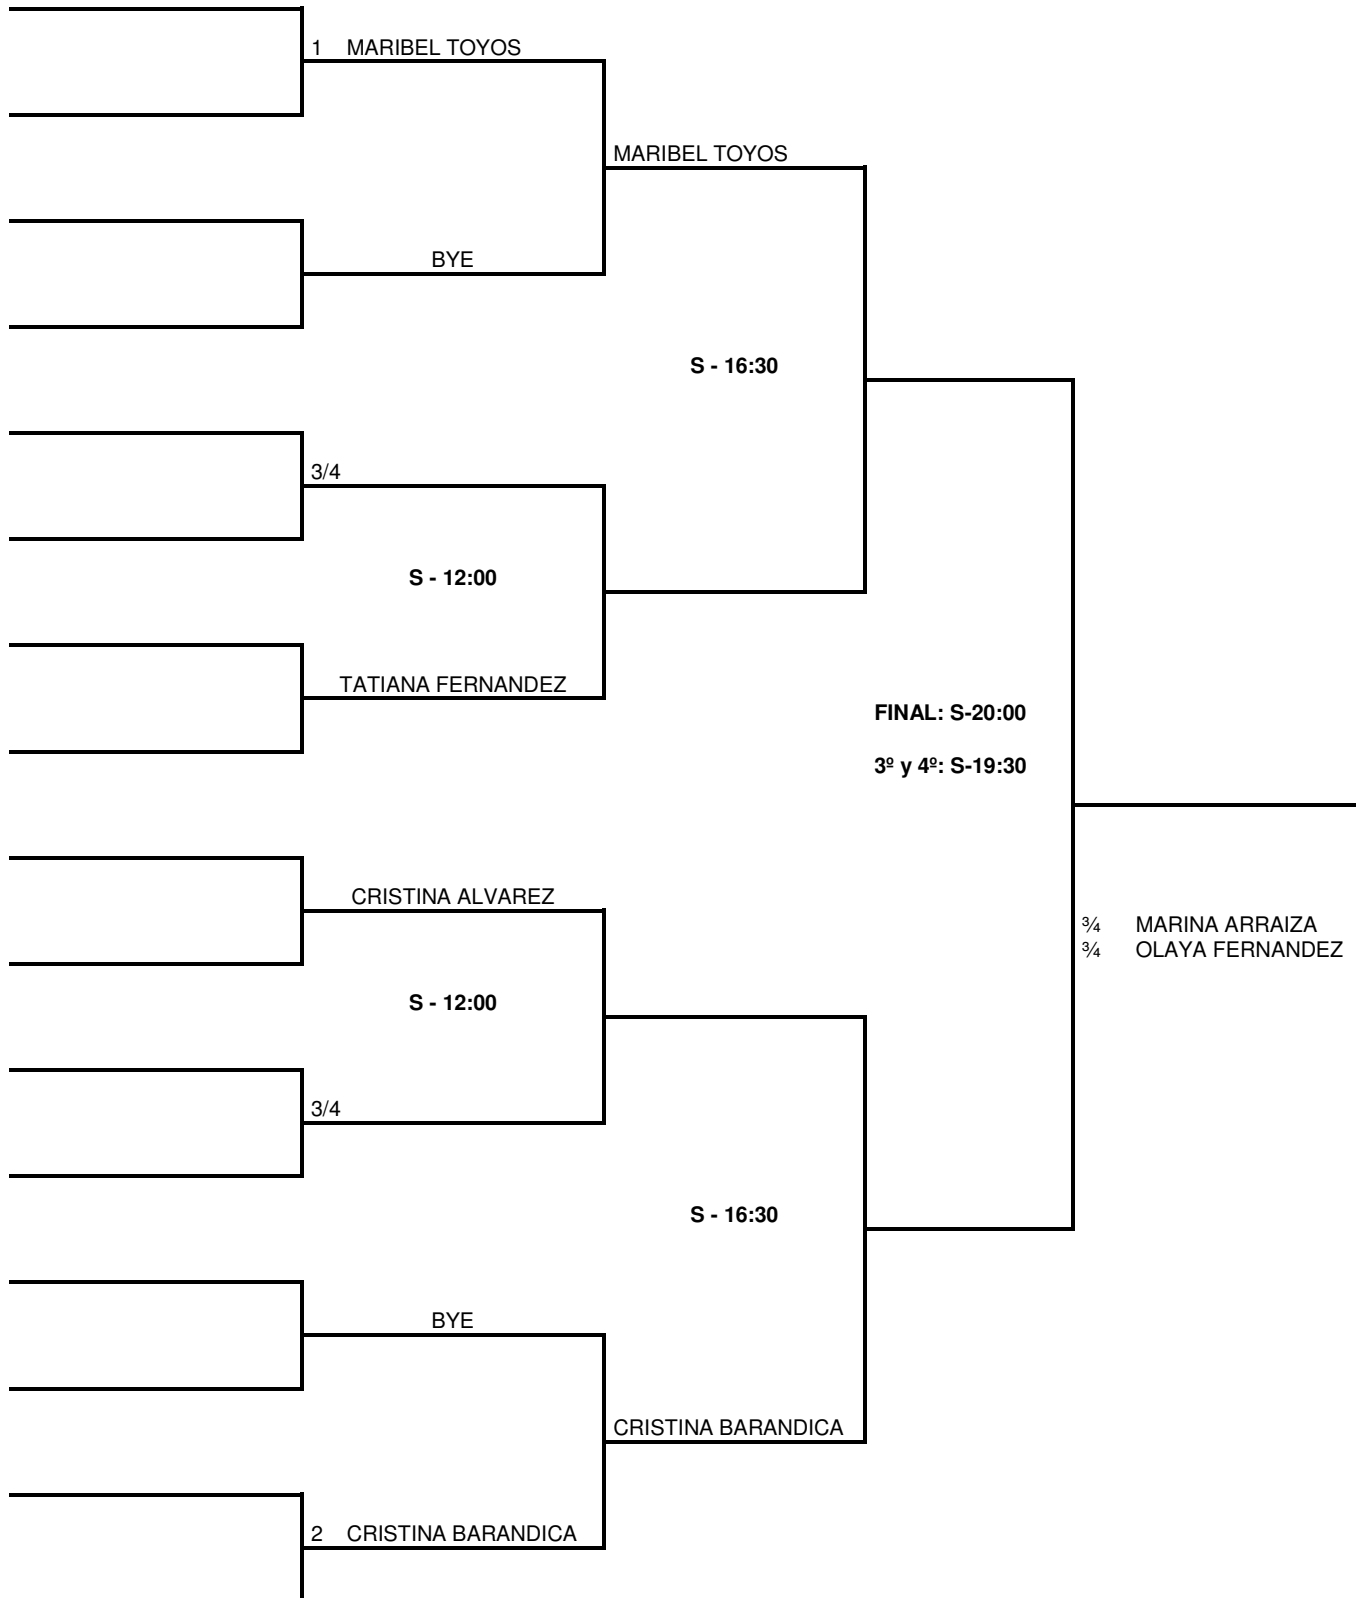 1 MARIBEL TOYOS
MARIBEL TOYOS
BYE
S - 16:30
3/4
S - 12:00
TATIANA FERNANDEZ
FINAL: S-20:00
3º y 4º: S-19:30
CRISTINA ALVAREZ
¾ MARINA ARRAIZA
¾ OLAYA FERNANDEZ
S - 12:00
3/4
S - 16:30
BYE
CRISTINA BARANDICA
2 CRISTINA BARANDICA